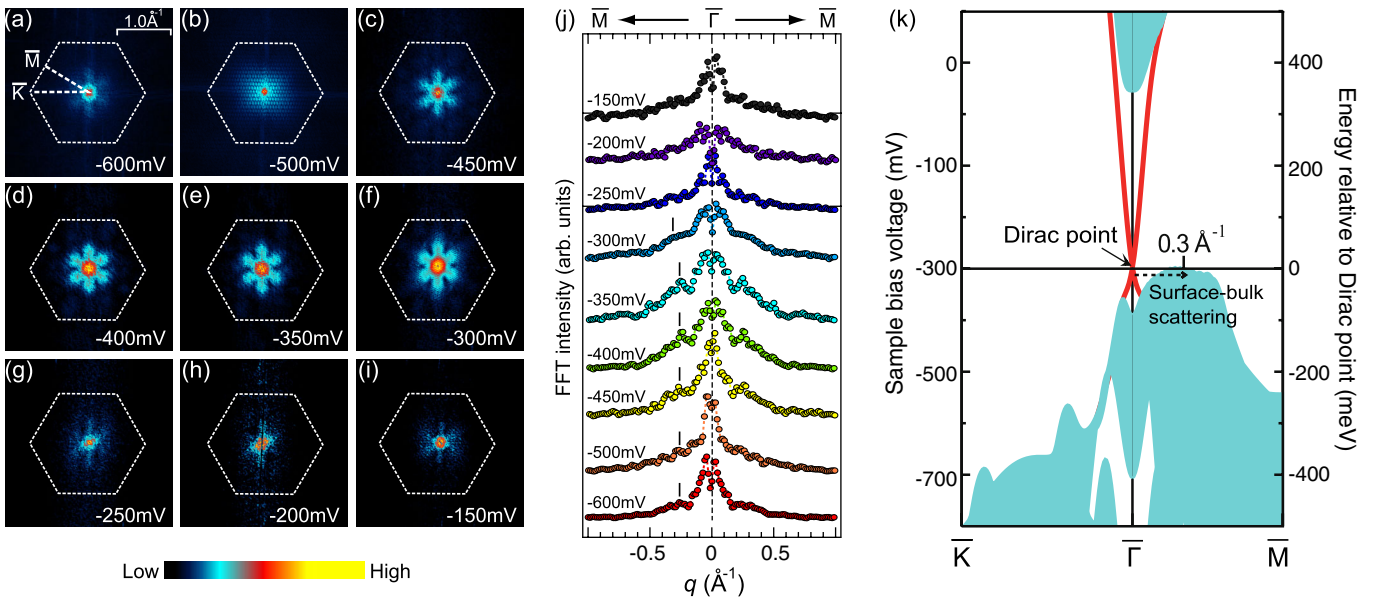 (a)
1.0Å⁻¹
M̅
K̅
-600mV
(b)
-500mV
(c)
-450mV
(d)
-400mV
(e)
-350mV
(f)
-300mV
(g)
-250mV
(h)
-200mV
(i)
-150mV
Low
High
(j)
M̅ Γ̅ M̅
FFT intensity (arb. units)
-150mV
-200mV
-250mV
-300mV
-350mV
-400mV
-450mV
-500mV
-600mV
-0.5 0 0.5
q (Å⁻¹)
(k)
Sample bias voltage (mV)
0
-100
-300
-500
-700
Dirac point
0.3 Å⁻¹
Surface-bulk
scattering
400
200
0
-200
-400
Energy relative to Dirac point (meV)
K̅ Γ̅ M̅